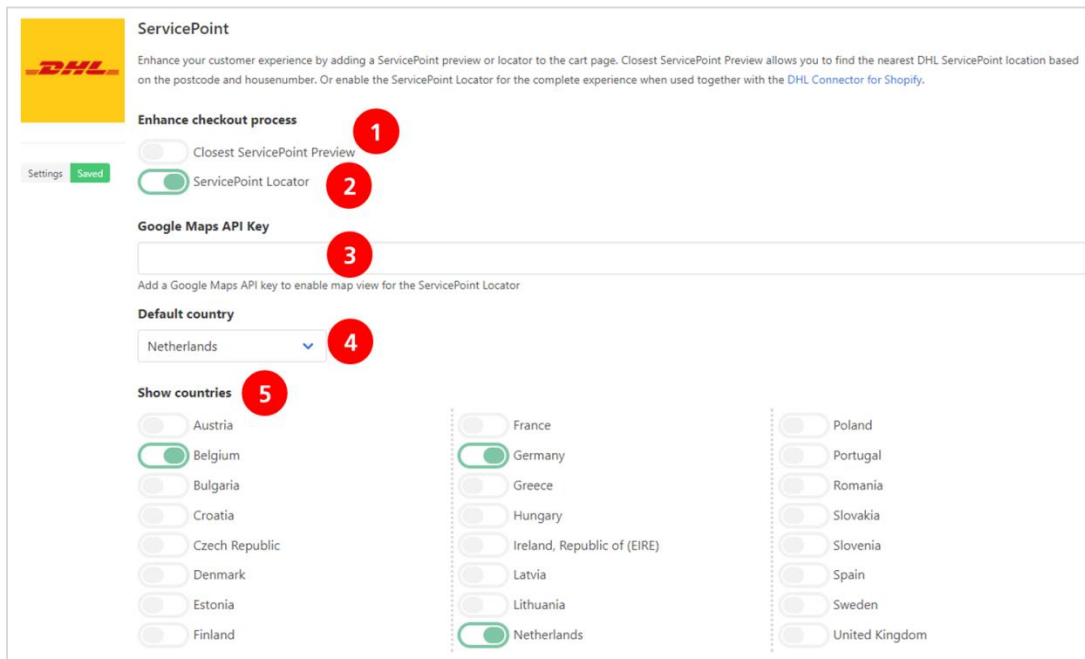 ServicePoint
DHL
Enhance your customer experience by adding a ServicePoint preview or locator to the cart page. Closest ServicePoint Preview allows you to find the nearest DHL ServicePoint location based
on the postcode and housenumber. Or enable the ServicePoint Locator for the complete experience when used together with the DHL Connector for Shopify.
Enhance checkout process
1
Closest ServicePoint Preview
Settings Saved
ServicePoint Locator
2
Google Maps API Key
3
Add a Google Maps API key to enable map view for the ServicePoint Locator
Default country
Netherlands
4
Show countries
5
Austria France Poland
Belgium Germany Portugal
Bulgaria Greece Romania
Croatia Hungary Slovakia
Czech Republic Ireland, Republic of (EIRE) Slovenia
Denmark Latvia Spain
Estonia Lithuania Sweden
Finland Netherlands United Kingdom